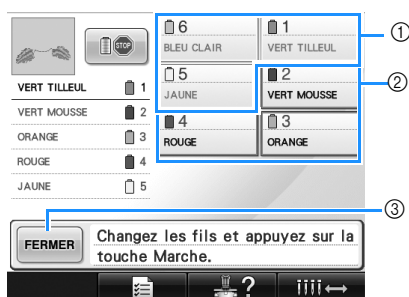 STOP
VERT TILLEUL 1
VERT MOUSSE 2
ORANGE 3
ROUGE 4
JAUNE 5
6
BLEU CLAIR
1
VERT TILLEUL
5
JAUNE
2
VERT MOUSSE
4
ROUGE
3
ORANGE
①
②
③
FERMER
Changez les fils et appuyez sur la
touche Marche.
?